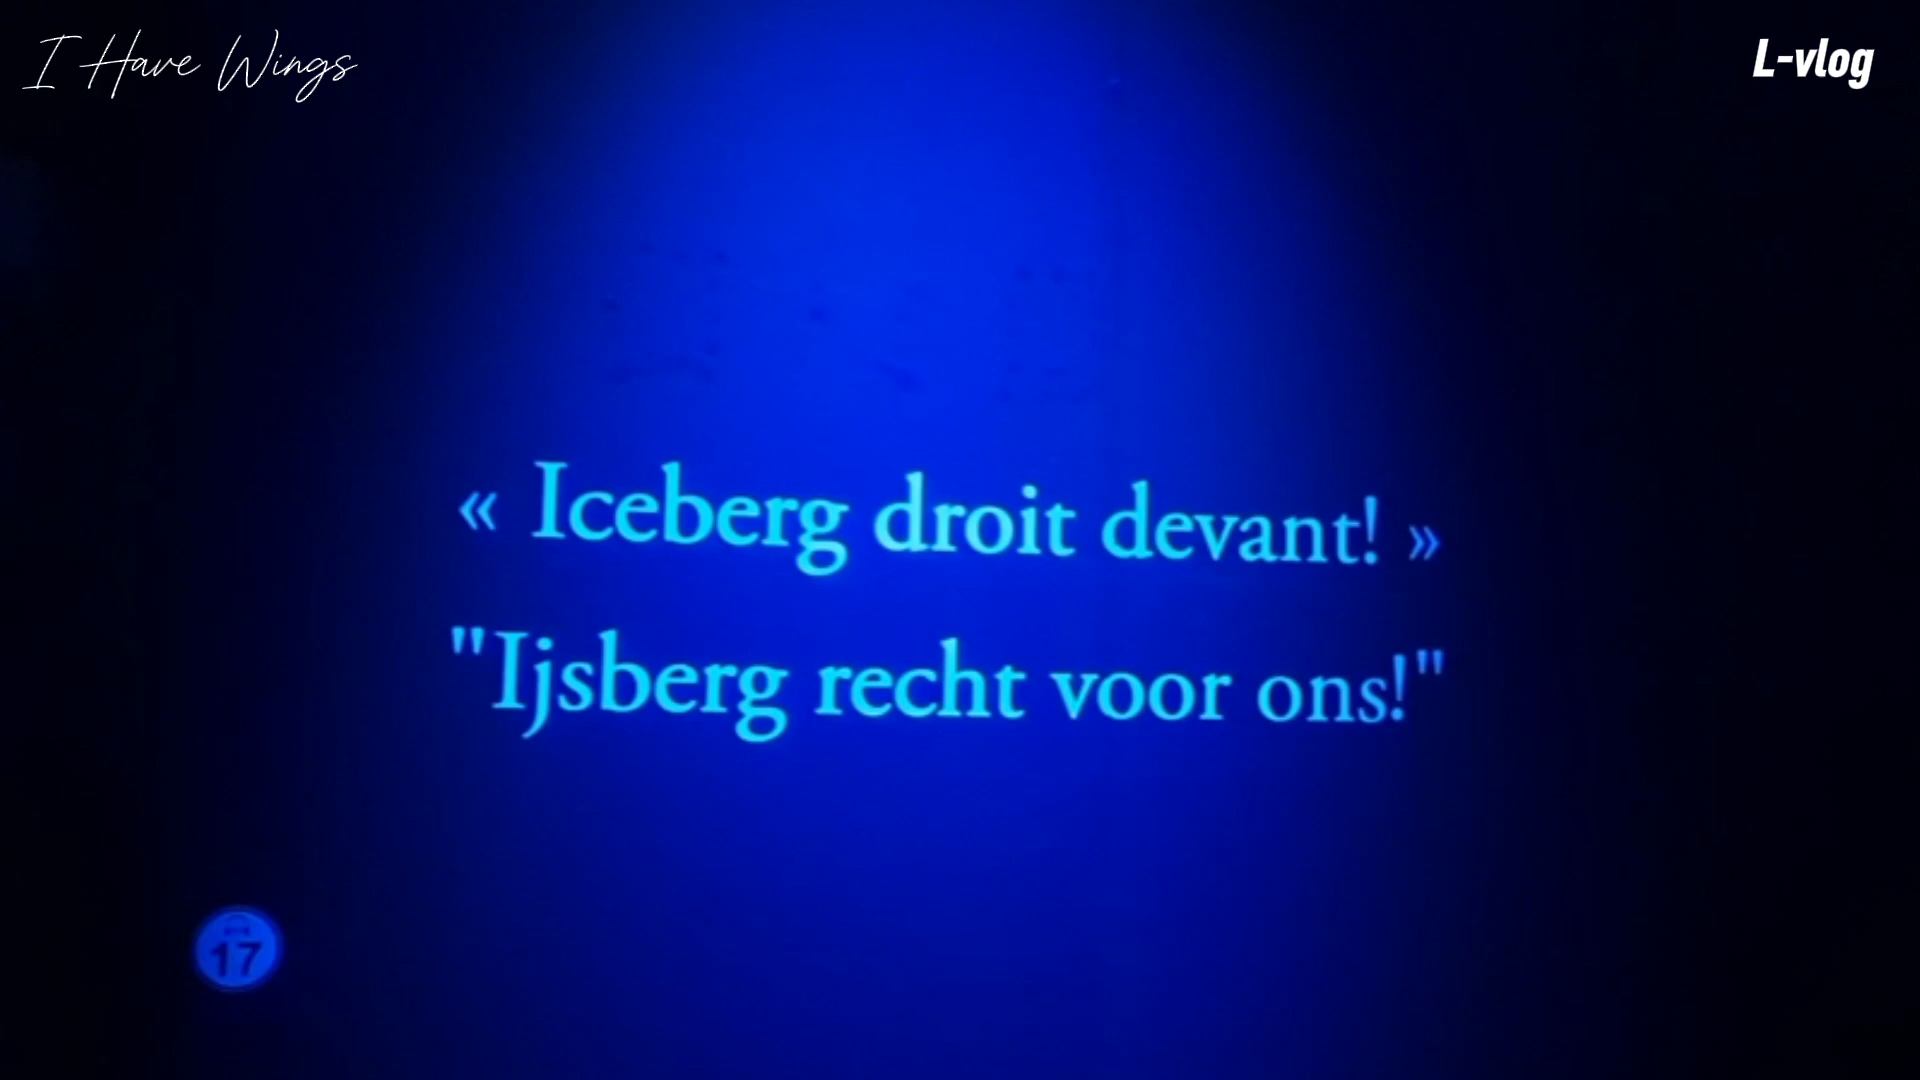 I Have Wings
L-vlog
« Iceberg droit devant! »
"Ijsberg recht voor ons!"
17